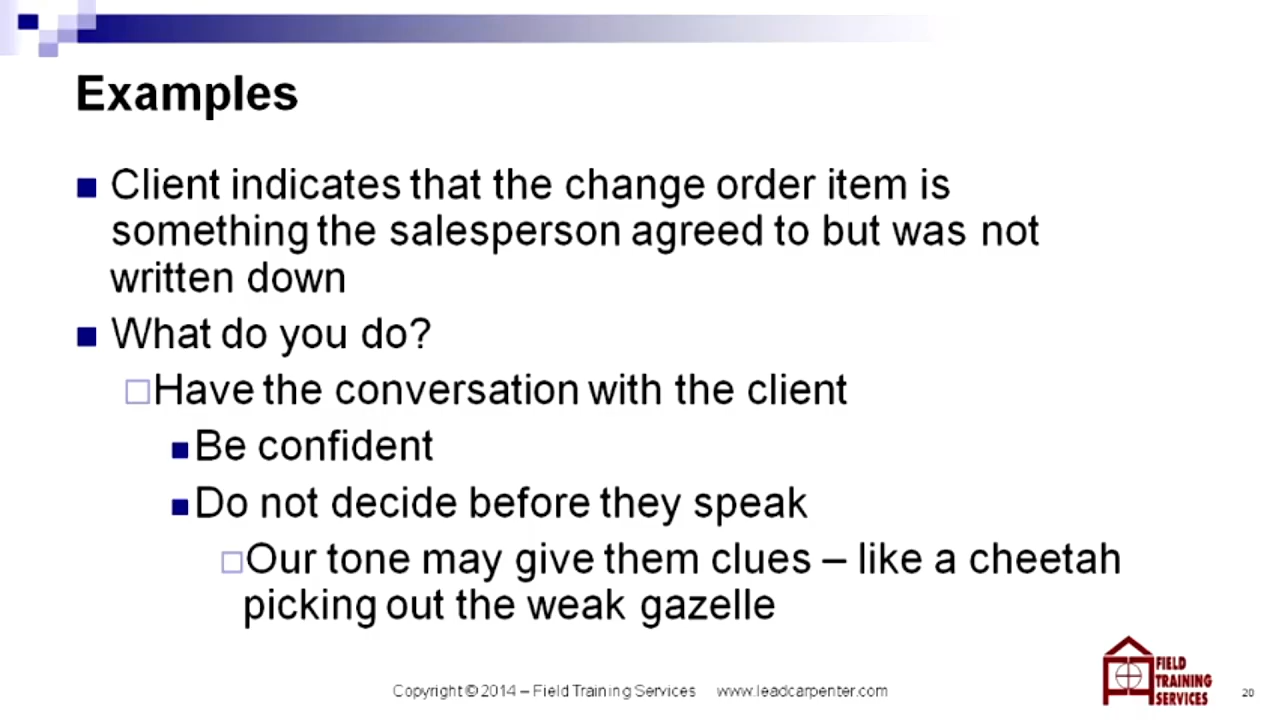 Examples
Client indicates that the change order item is
something the salesperson agreed to but was not
written down
What do you do?
Have the conversation with the client
Be confident
Do not decide before they speak
Our tone may give them clues – like a cheetah
picking out the weak gazelle
Copyright © 2014 – Field Training Services www.leadcarpenter.com
FIELD
TRAINING
SERVICES
20